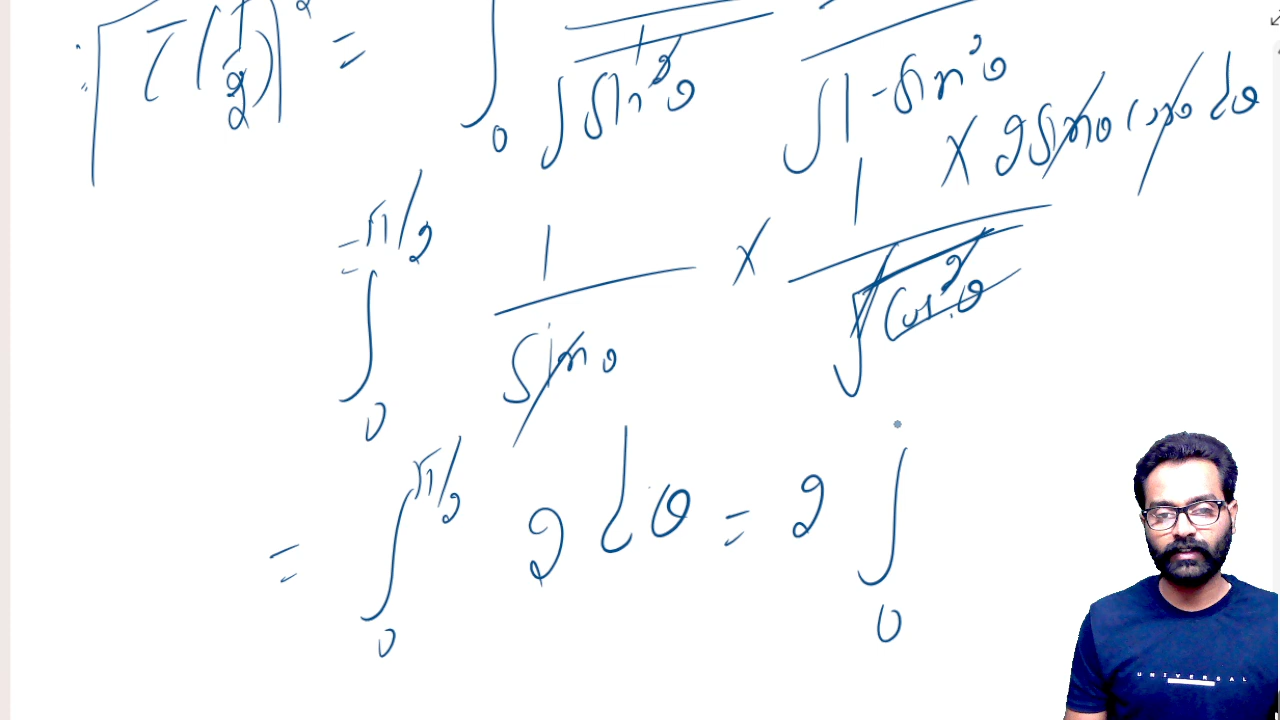 ∴ Γ(1/2)|² = ∫₀ 1/√sin²θ 1/√1-sin²θ
× 2 sinθ cosθ dθ
= ∫₀^π/2 1/sinθ × 1/√cos²θ
= ∫₀^π/2 2 dθ = 2 ∫₀
UNIVERSAL